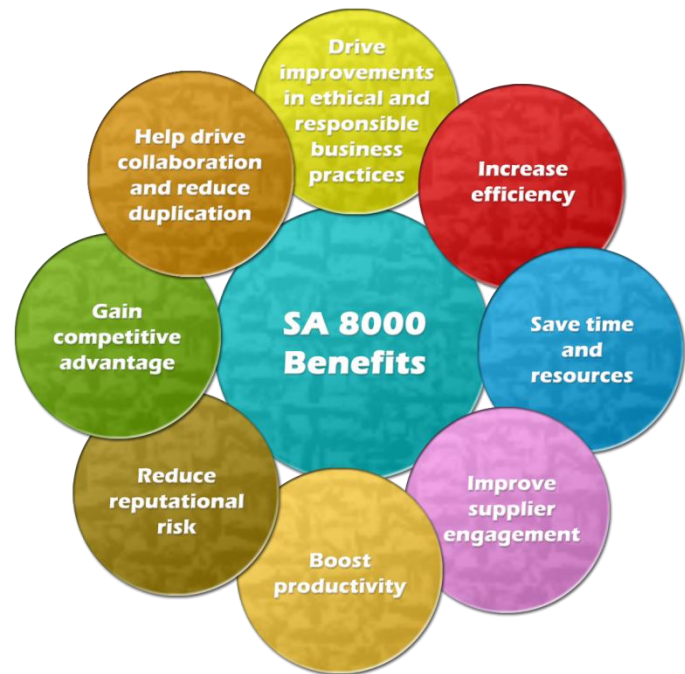 Drive
improvements
in ethical and
responsible
business
practices
Increase
efficiency
Save time
and
resources
Improve
supplier
engagement
Boost
productivity
Reduce
reputational
risk
Gain
competitive
advantage
Help drive
collaboration
and reduce
duplication
SA 8000
Benefits